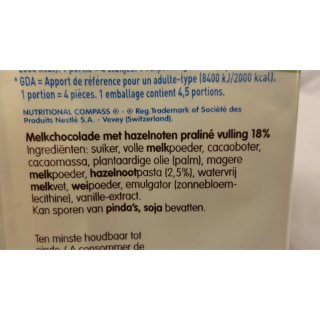 * GDA = Apport de référence pour un adulte-type (8400 kJ/2000 kcal).
1 portion = 4 pièces. 1 emballage contient 4,5 portions.
NUTRITIONAL COMPASS ® - ® Reg. Trademark of Société des
Produits Nestlé S.A. - Vevey (Switzerland).
Melkchocolade met hazelnoten praliné vulling 18%
Ingrediënten: suiker, volle melkpoeder, cacaoboter,
cacaomassa, plantaardige olie (palm), magere
melkpoeder, hazelnootpasta (2,5%), watervrij
melkvet, weipoeder, emulgator (zonnebloem-
lecithine), vanille-extract.
Kan sporen van pinda's, soja bevatten.
Ten minste houdbaar tot
einde / A consommer de